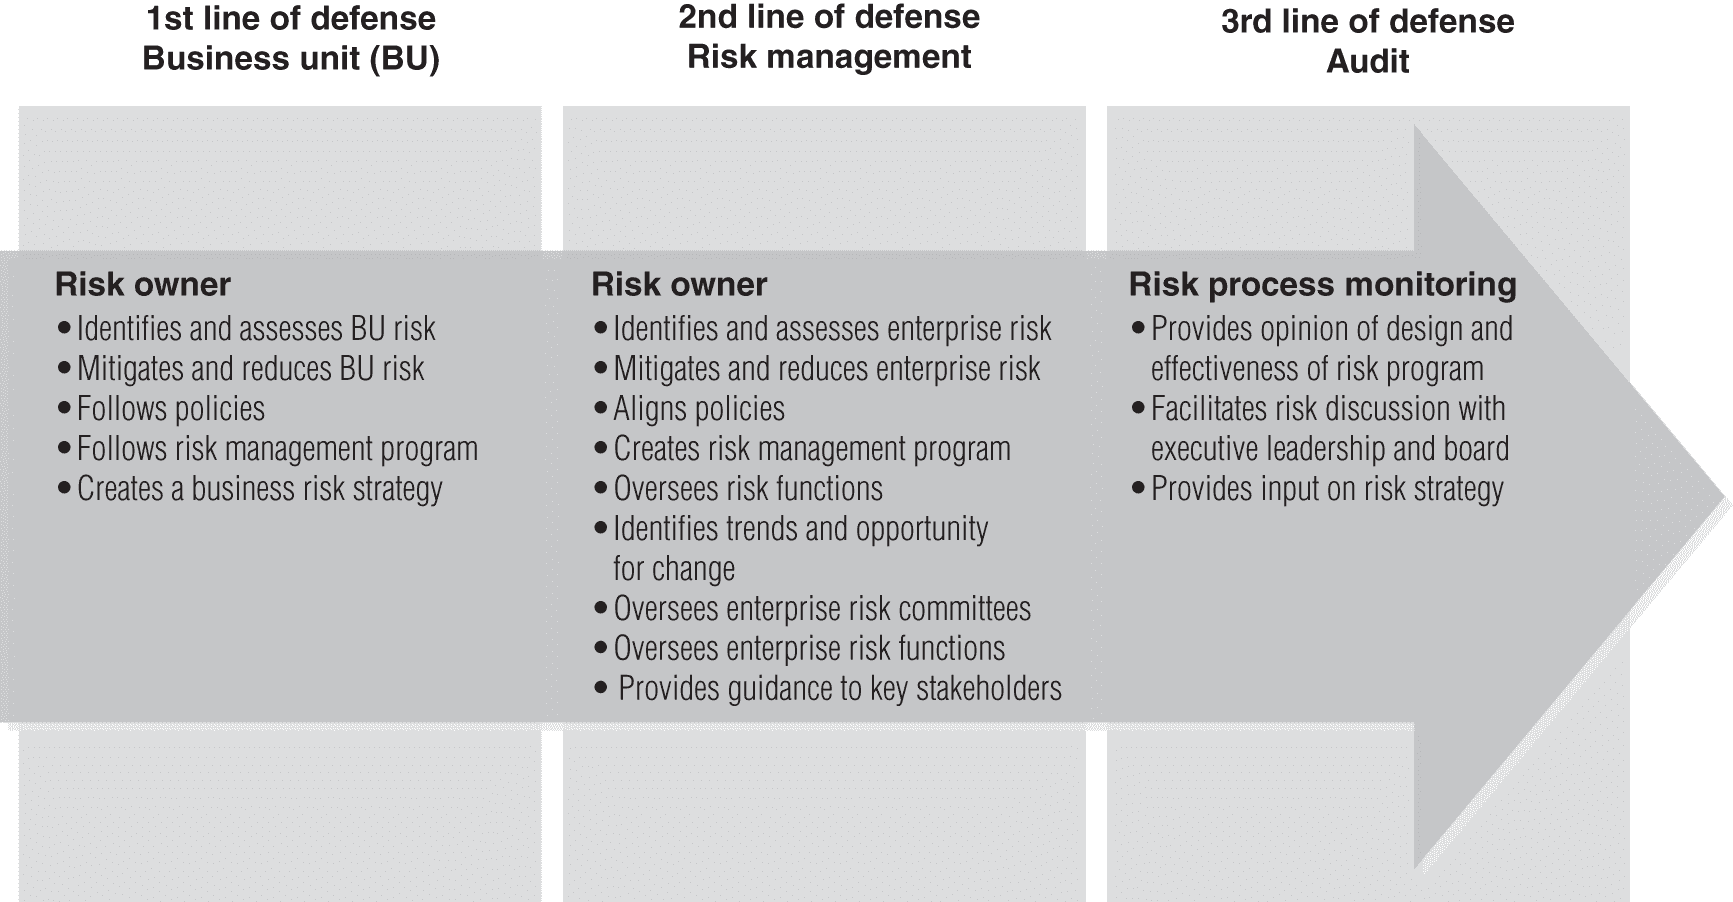 1st line of defense
Business unit (BU)
2nd line of defense
Risk management
3rd line of defense
Audit
Risk owner
• Identifies and assesses BU risk
• Mitigates and reduces BU risk
• Follows policies
• Follows risk management program
• Creates a business risk strategy
Risk owner
• Identifies and assesses enterprise risk
• Mitigates and reduces enterprise risk
• Aligns policies
• Creates risk management program
• Oversees risk functions
• Identifies trends and opportunity
for change
• Oversees enterprise risk committees
• Oversees enterprise risk functions
• Provides guidance to key stakeholders
Risk process monitoring
• Provides opinion of design and
effectiveness of risk program
• Facilitates risk discussion with
executive leadership and board
• Provides input on risk strategy